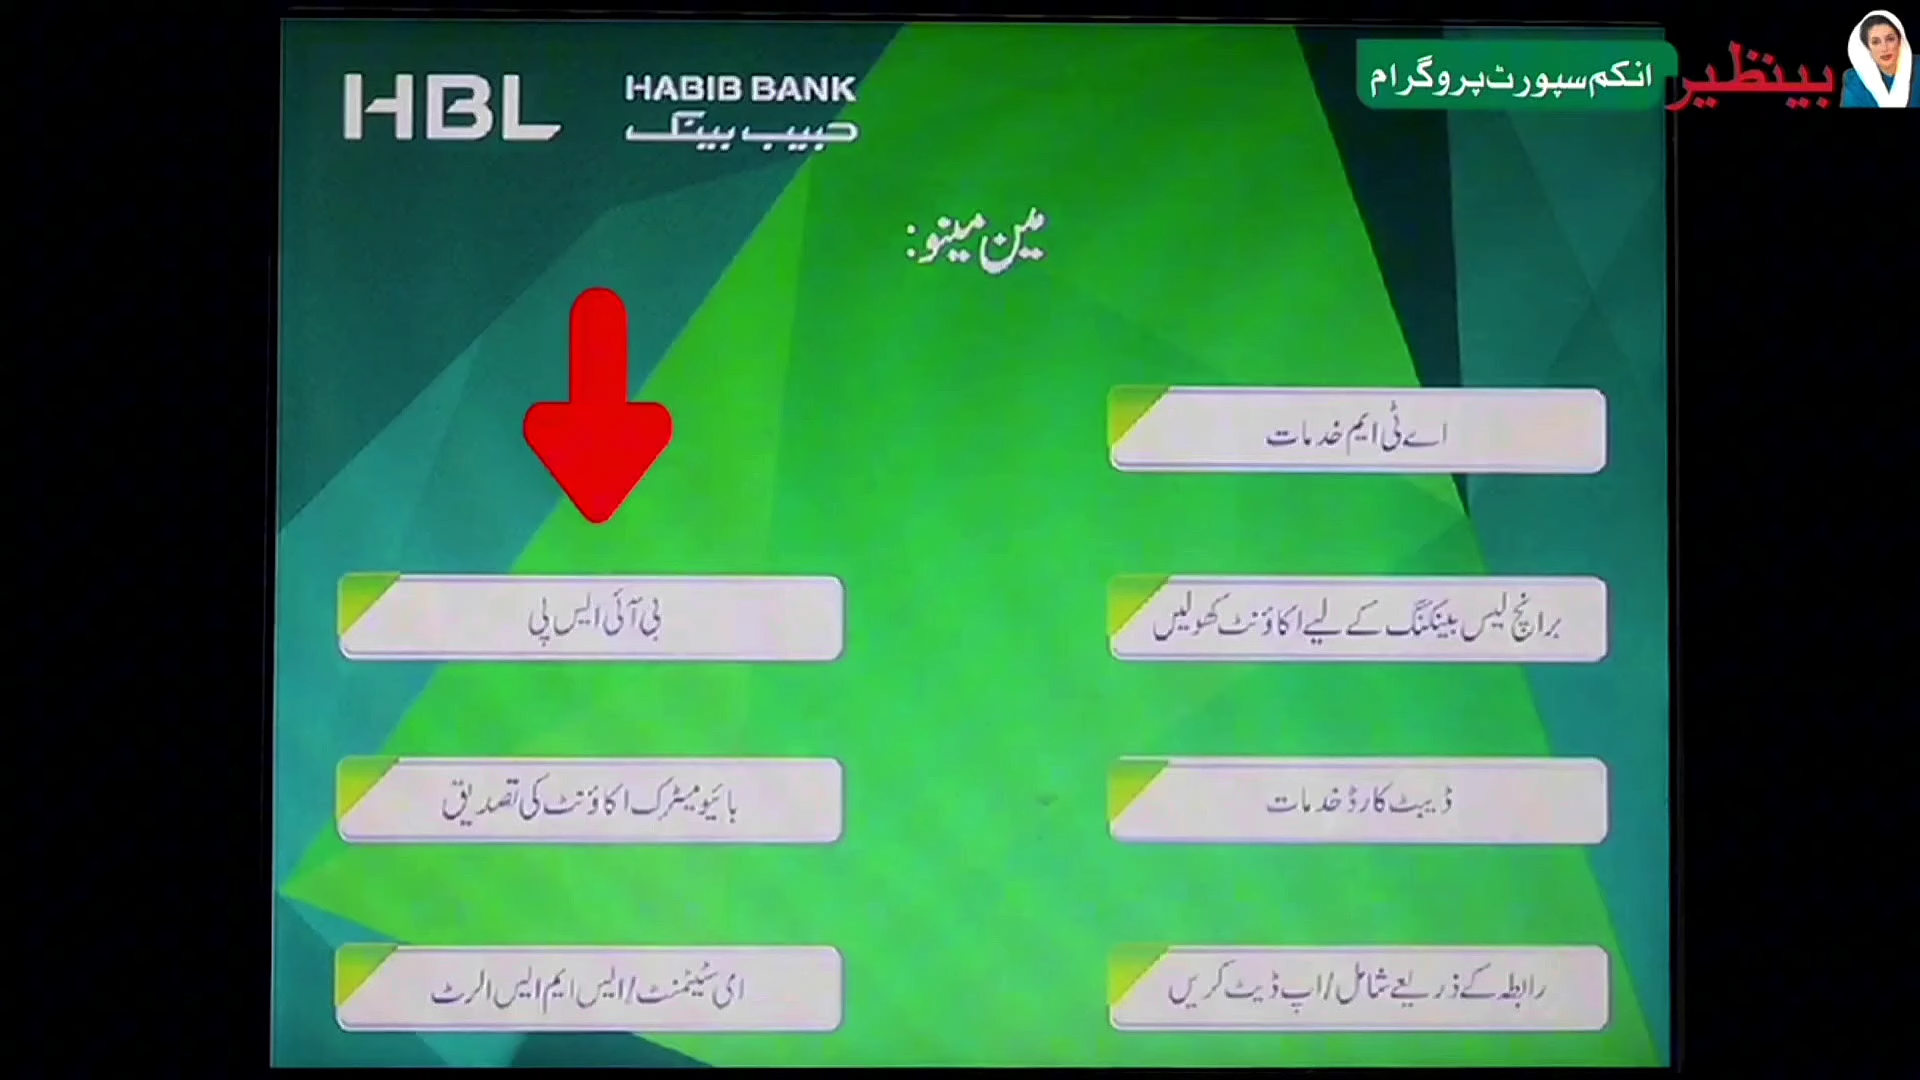 HBL HABIB BANK
حبیب بینک
بینظیر
انکم سپورٹ پروگرام
مین مینو:
اے ٹی ایم خدمات
بی آئی ایس پی
برانچ لیس بینکنگ کے لیے اکاؤنٹ کھولیں
بائیو میٹرک اکاؤنٹ کی تصدیق
ڈیبٹ کارڈ خدمات
ای سٹیٹمنٹ/ایس ایم ایس الرٹ
رابطہ کے ذریعے شامل/اپ ڈیٹ کریں